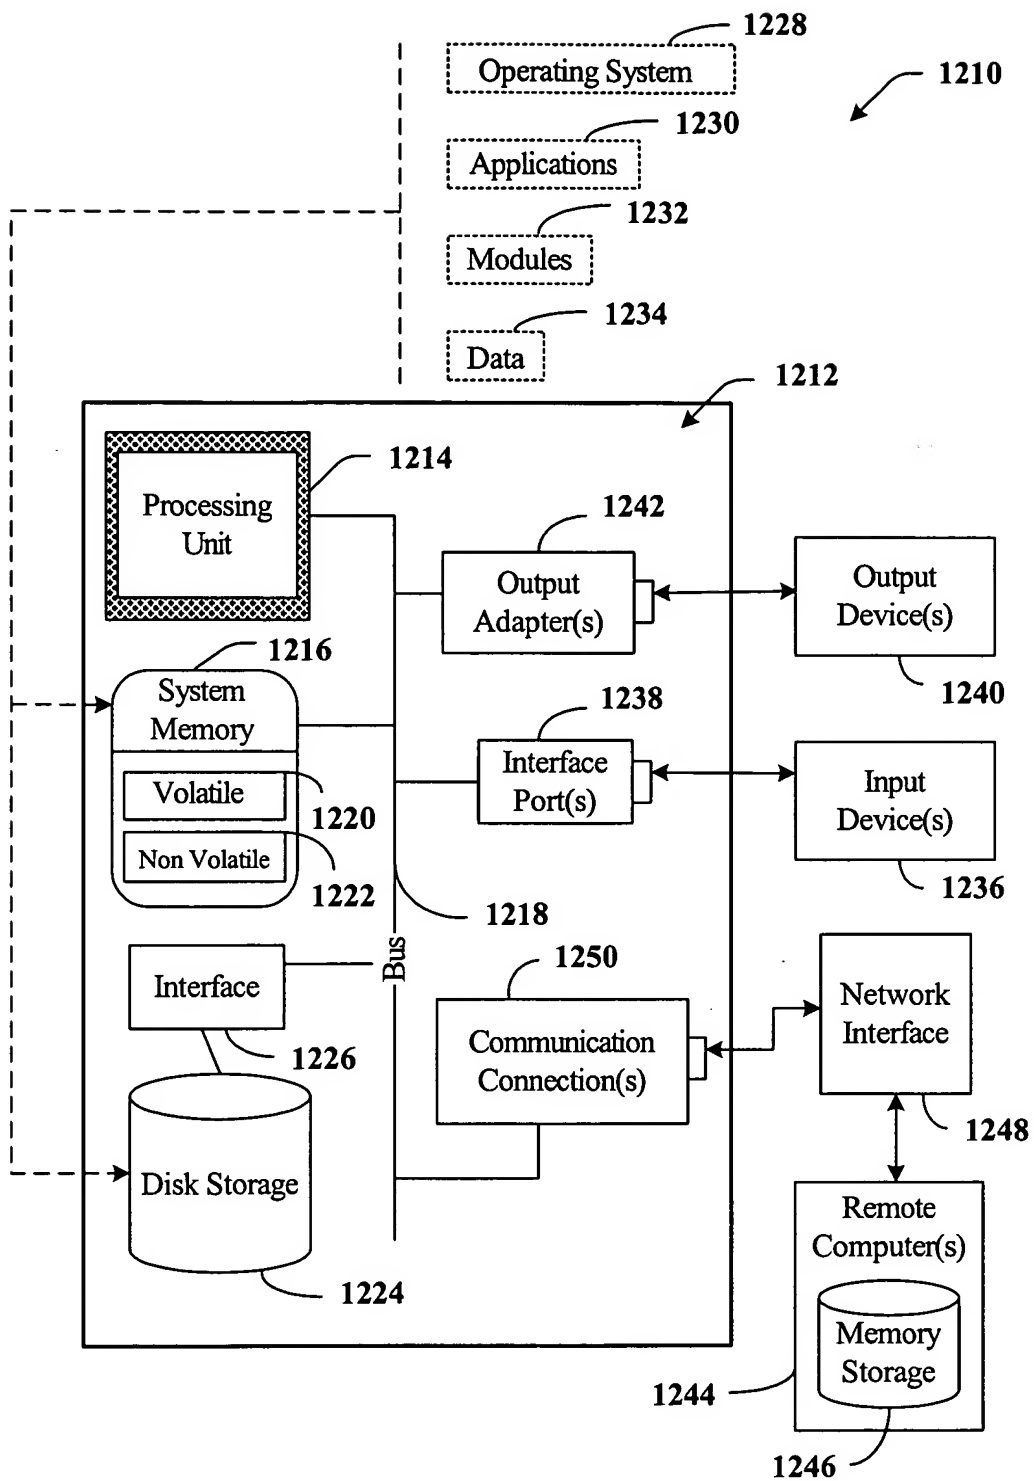 1228
Operating System
1210
1230
Applications
1232
Modules
1234
Data
1212
1214
Processing
Unit
1242
Output
Adapter(s)
Output
Device(s)
1240
1216
System
Memory
1238
Interface
Port(s)
Input
Device(s)
1236
Volatile
1220
Non Volatile
1222
1218
Bus
1250
Interface
1226
Communication
Connection(s)
Network
Interface
1248
Disk Storage
1224
Remote
Computer(s)
Memory
Storage
1244
1246